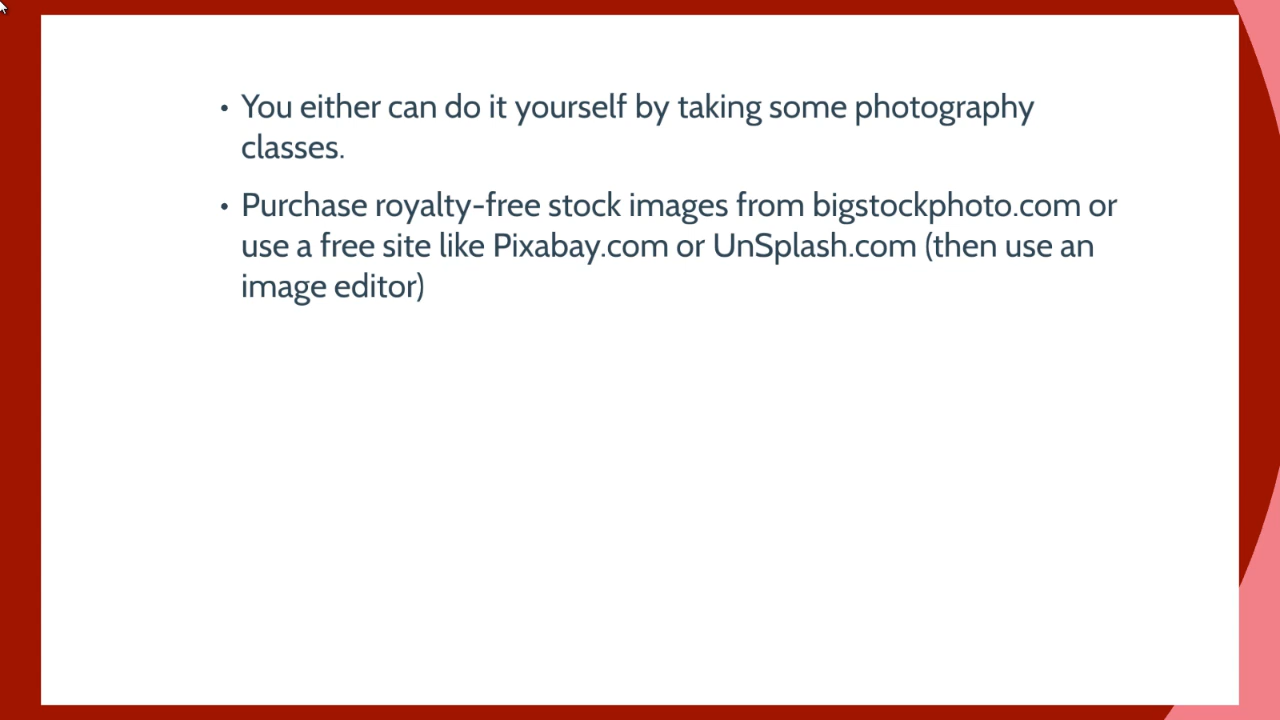 • You either can do it yourself by taking some photography
classes.
• Purchase royalty-free stock images from bigstockphoto.com or
use a free site like Pixabay.com or UnSplash.com (then use an
image editor)